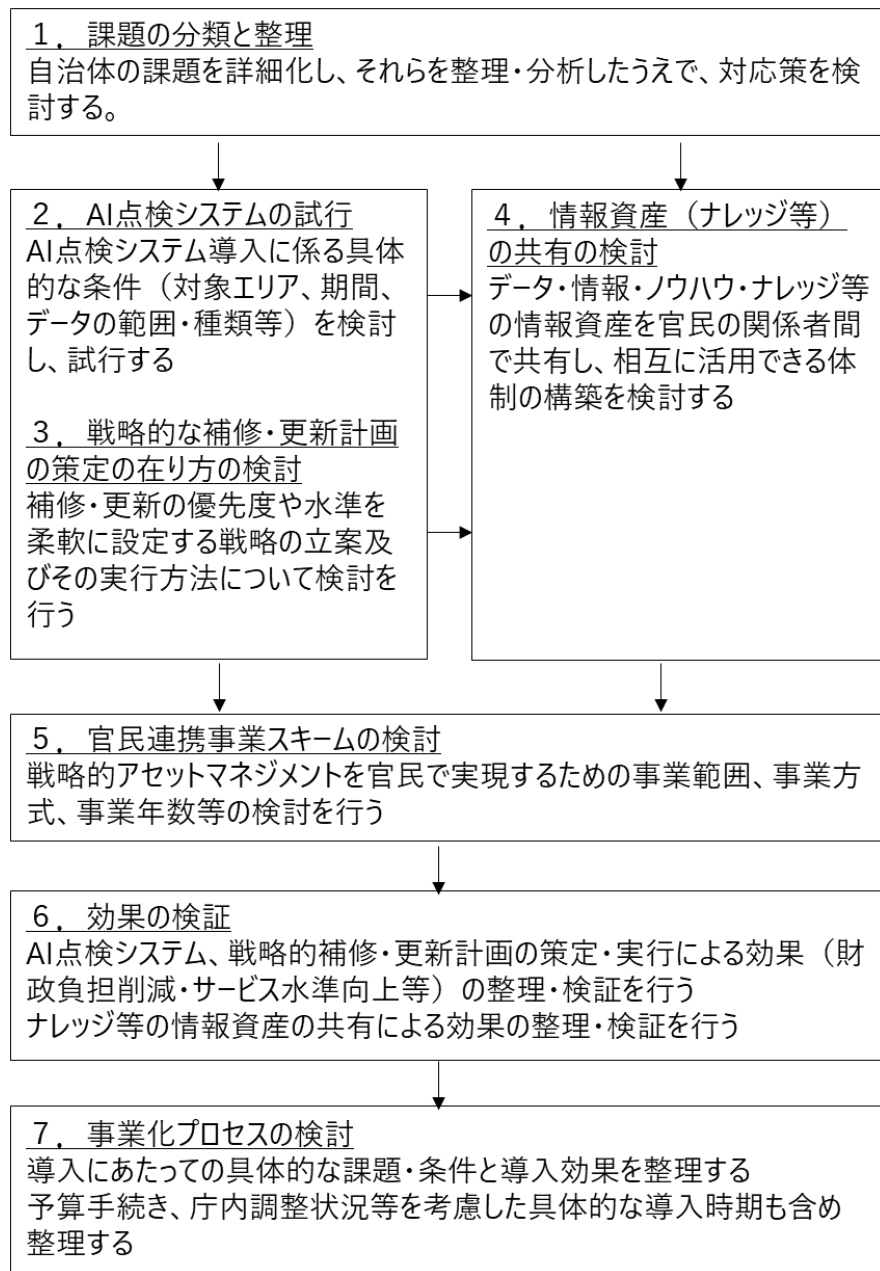 １．課題の分類と整理
自治体の課題を詳細化し、それらを整理・分析したうえで、対応策を検
討する。
２．AI点検システムの試行
AI点検システム導入に係る具体
的な条件（対象エリア、期間、
データの範囲・種類等）を検討
し、試行する
３．戦略的な補修・更新計画
の策定の在り方の検討
補修・更新の優先度や水準を
柔軟に設定する戦略の立案及
びその実行方法について検討を
行う
４．情報資産（ナレッジ等）
の共有の検討
データ・情報・ノウハウ・ナレッジ等
の情報資産を官民の関係者間
で共有し、相互に活用できる体
制の構築を検討する
５．官民連携事業スキームの検討
戦略的アセットマネジメントを官民で実現するための事業範囲、事業方
式、事業年数等の検討を行う
６．効果の検証
AI点検システム、戦略的補修・更新計画の策定・実行による効果（財
政負担削減・サービス水準向上等）の整理・検証を行う
ナレッジ等の情報資産の共有による効果の整理・検証を行う
７．事業化プロセスの検討
導入にあたっての具体的な課題・条件と導入効果を整理する
予算手続き、庁内調整状況等を考慮した具体的な導入時期も含め
整理する